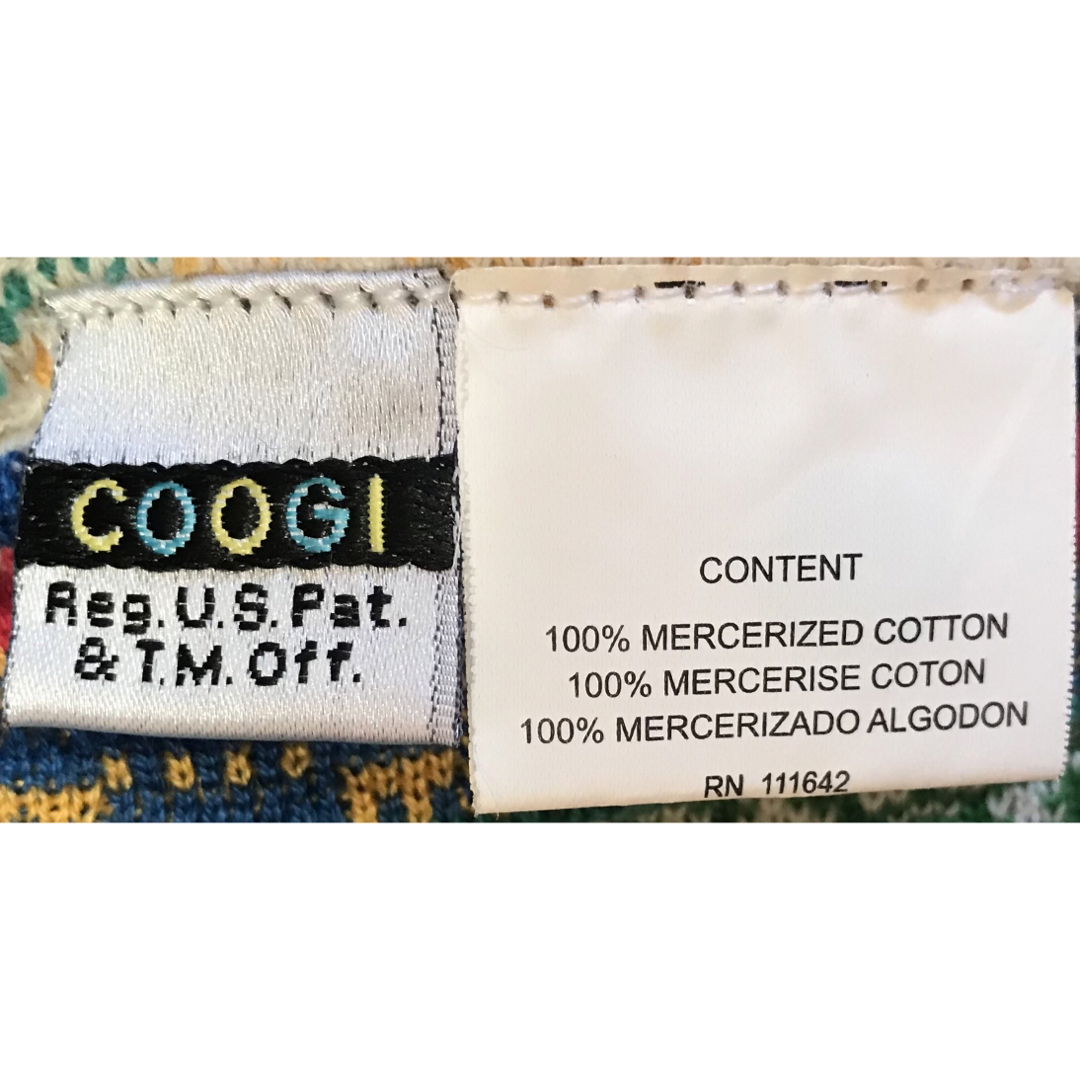 COOGI
Reg. U.S. Pat.
& T.M. Off.
CONTENT
100% MERCERIZED COTTON
100% MERCERISE COTON
100% MERCERIZADO ALGODON
RN 111642